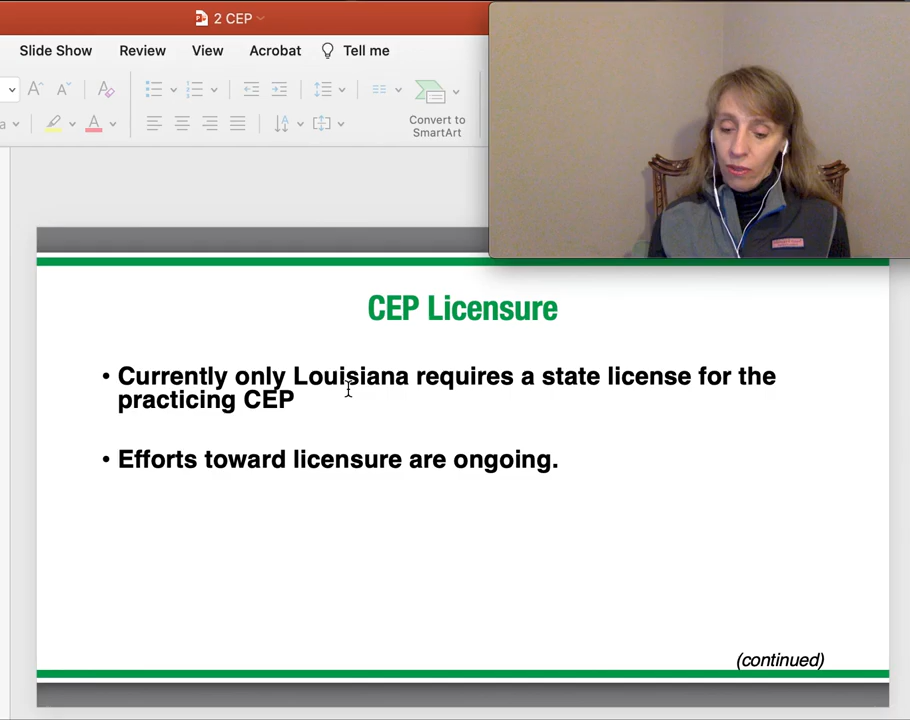 2 CEP
Slide Show Review View Acrobat Tell me
Convert to
SmartArt
CEP Licensure
• Currently only Louisiana requires a state license for the
practicing CEP
• Efforts toward licensure are ongoing.
(continued)